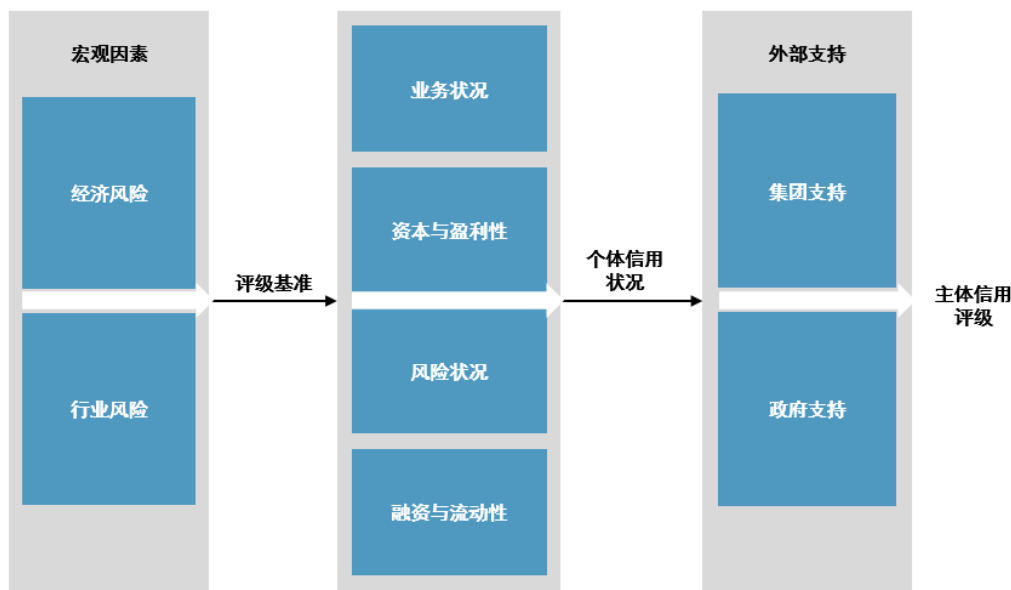 宏观因素
经济风险
行业风险
评级基准
业务状况
资本与盈利性
风险状况
融资与流动性
个体信用
状况
外部支持
集团支持
政府支持
主体信用
评级